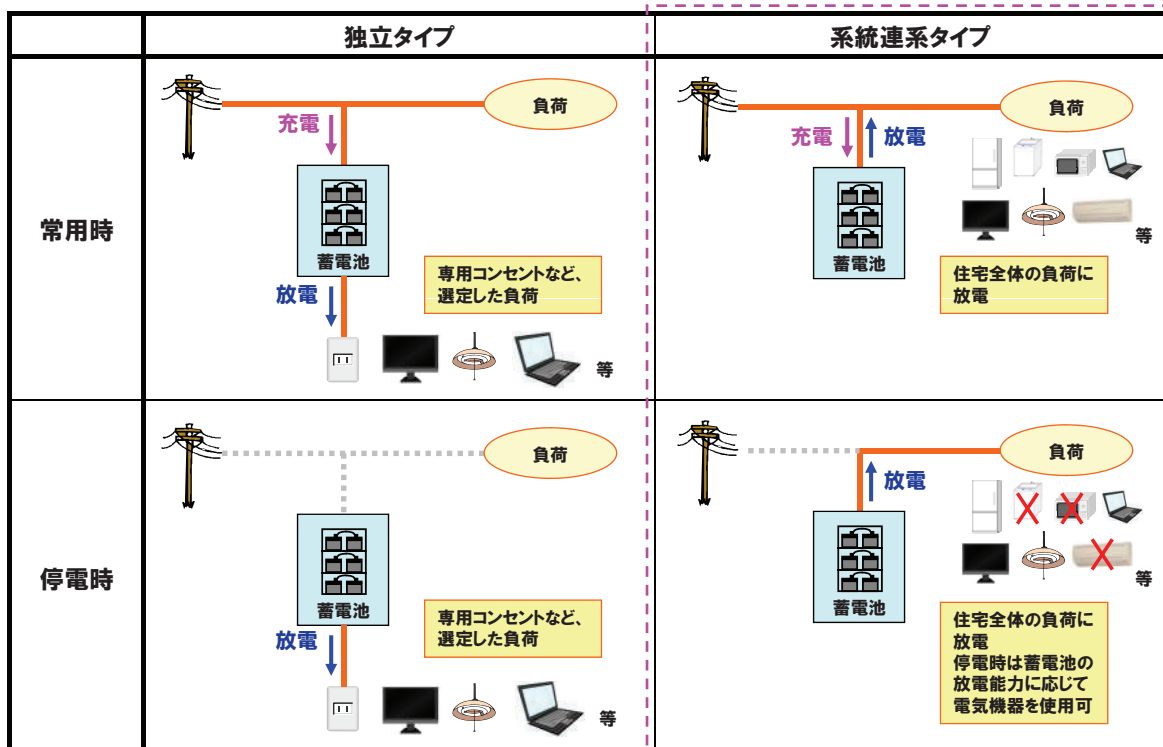 独立タイプ
系統連系タイプ
常用時
負荷
充電
蓄電池
放電
専用コンセントなど、
選定した負荷
等
負荷
充電
放電
蓄電池
等
住宅全体の負荷に
放電
停電時
負荷
蓄電池
放電
専用コンセントなど、
選定した負荷
等
負荷
放電
蓄電池
等
住宅全体の負荷に
放電
停電時は蓄電池の
放電能力に応じて
電気機器を使用可